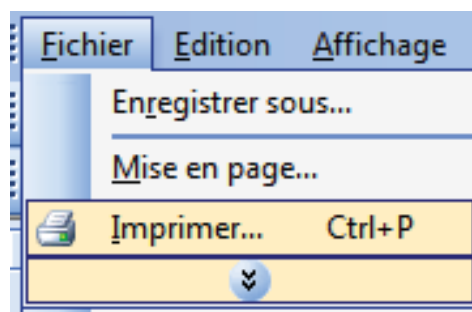 Fichier Edition Affichage
Enregistrer sous...
Mise en page...
Imprimer... Ctrl+P